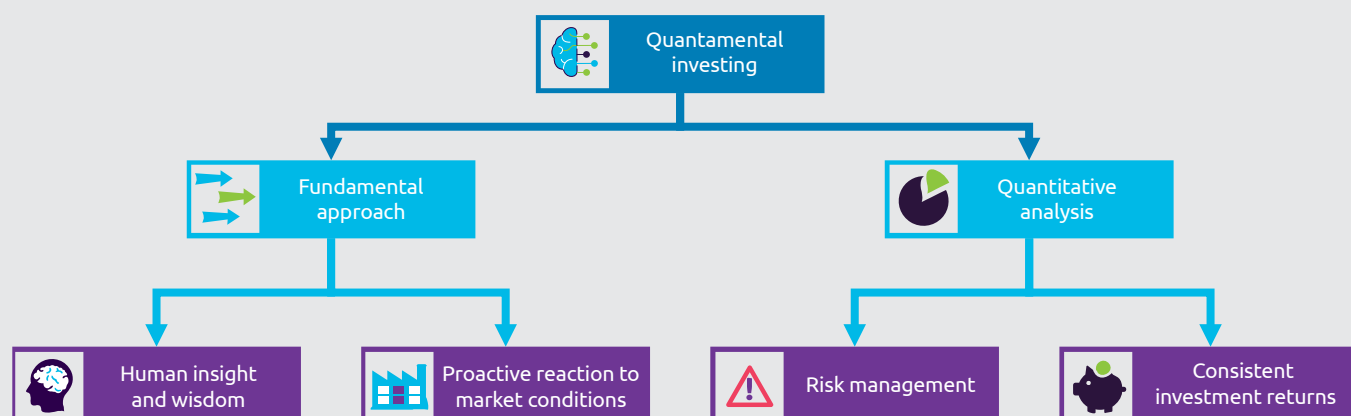 Quantamental
investing
Fundamental
approach
Quantitative
analysis
Human insight
and wisdom
Proactive reaction to
market conditions
Risk management
Consistent
investment returns